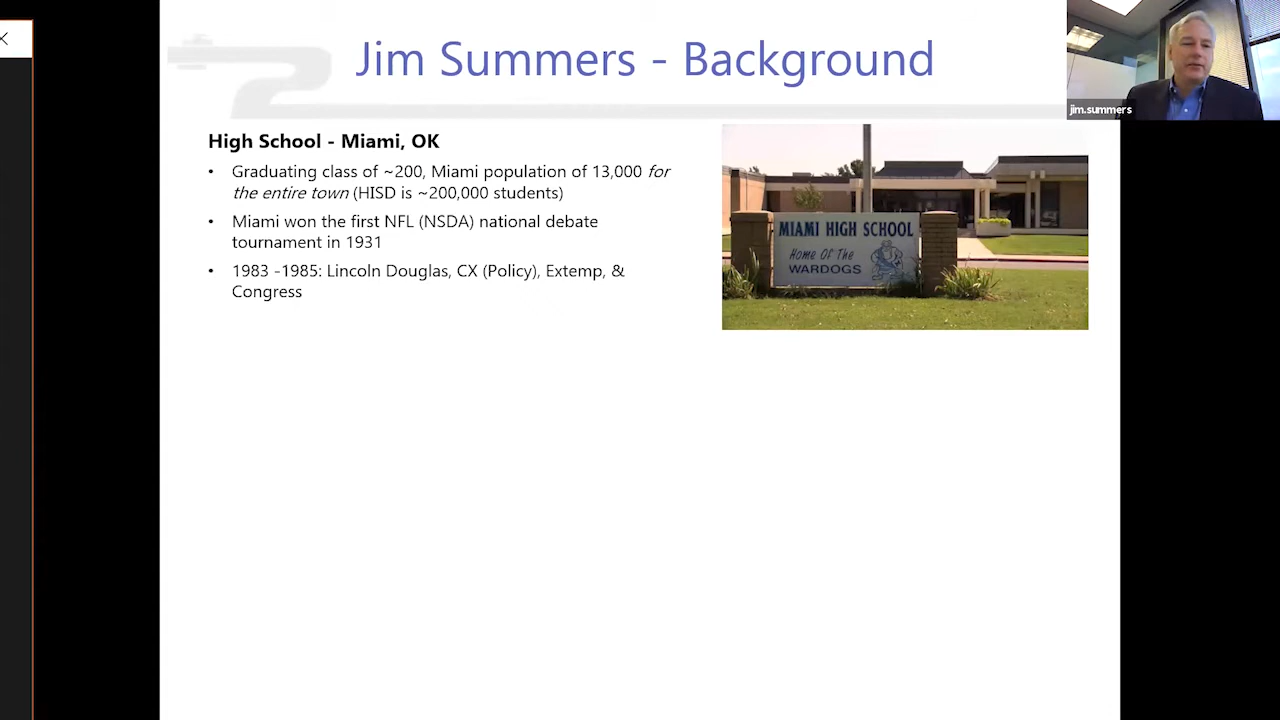 Jim Summers - Background
jim.summers
High School - Miami, OK
• Graduating class of ~200, Miami population of 13,000 for
the entire town (HISD is ~200,000 students)
• Miami won the first NFL (NSDA) national debate
tournament in 1931
• 1983 -1985: Lincoln Douglas, CX (Policy), Extemp, &
Congress
MIAMI HIGH SCHOOL
Home Of The
WARDOGS